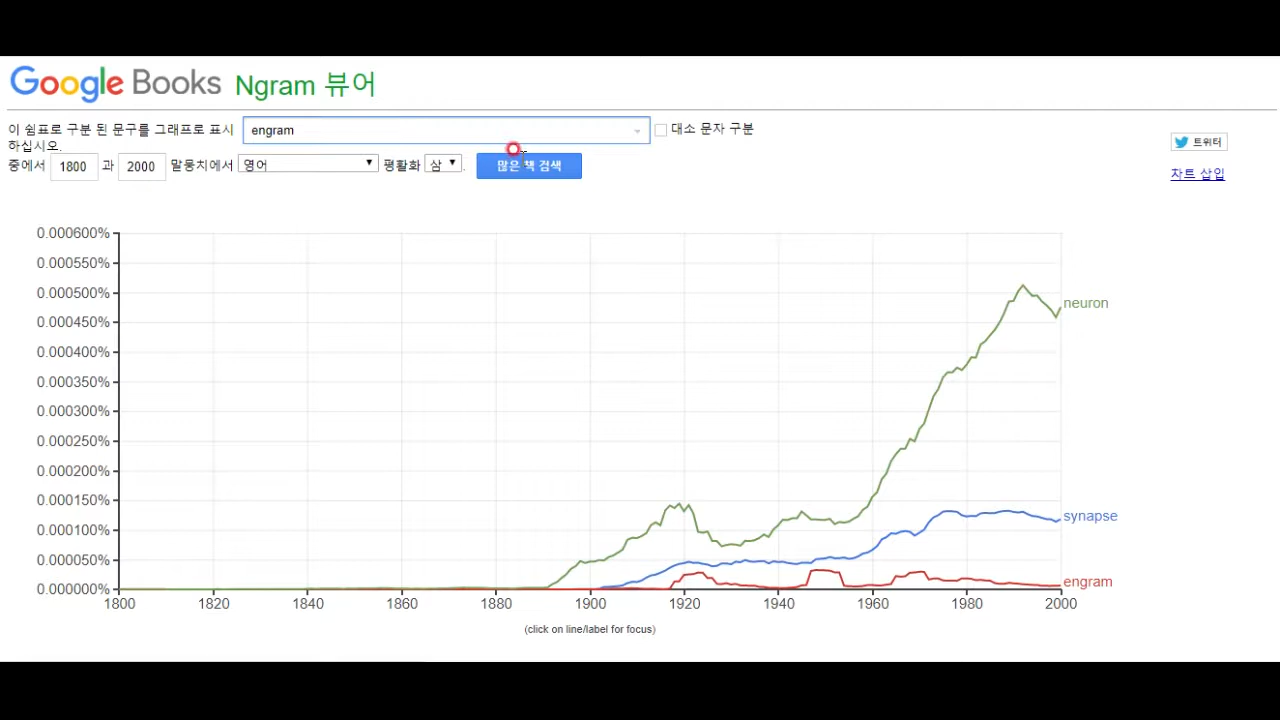 Google Books Ngram 뷰어
이 쉼표로 구분 된 문구를 그래프로 표시
하십시오.
engram
대소 문자 구분
트위터
중에서 1800 과 2000 말뭉치에서 영어 평활화 삼 .
많은 책 검색
차트 삽입
0.000600%
0.000550%
0.000500%
neuron
0.000450%
0.000400%
0.000350%
0.000300%
0.000250%
0.000200%
0.000150%
synapse
0.000100%
0.000050%
engram
0.000000%
1800 1820 1840 1860 1880 1900 1920 1940 1960 1980 2000
(click on line/label for focus)